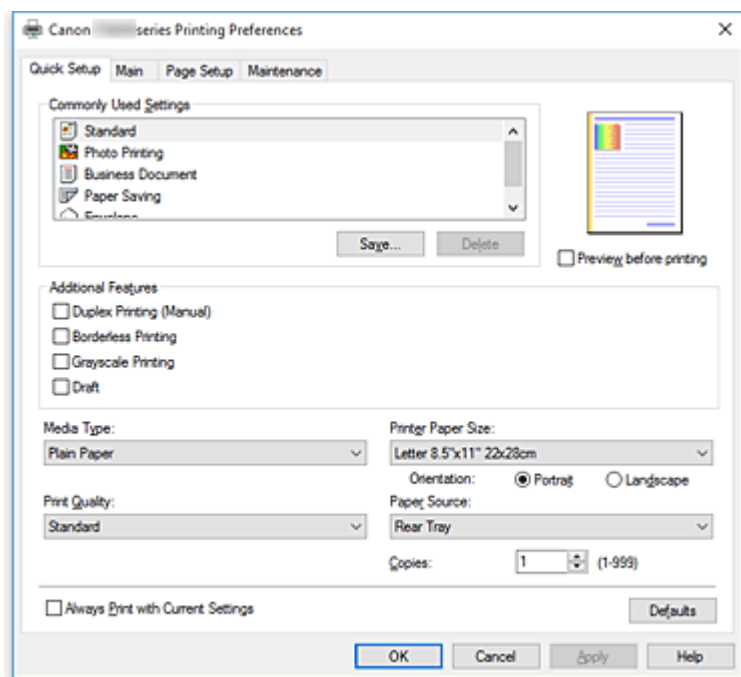 Canon series Printing Preferences
Quick Setup Main Page Setup Maintenance
Commonly Used Settings
Standard
Photo Printing
Business Document
Paper Saving
Envelope
Save... Delete
Preview before printing
Additional Features
Duplex Printing (Manual)
Borderless Printing
Grayscale Printing
Draft
Media Type: Printer Paper Size:
Plain Paper Letter 8.5"x11" 22x28cm
Orientation: Portrait Landscape
Print Quality: Paper Source:
Standard Rear Tray
Copies: 1 (1-999)
Always Print with Current Settings Defaults
OK Cancel Apply Help